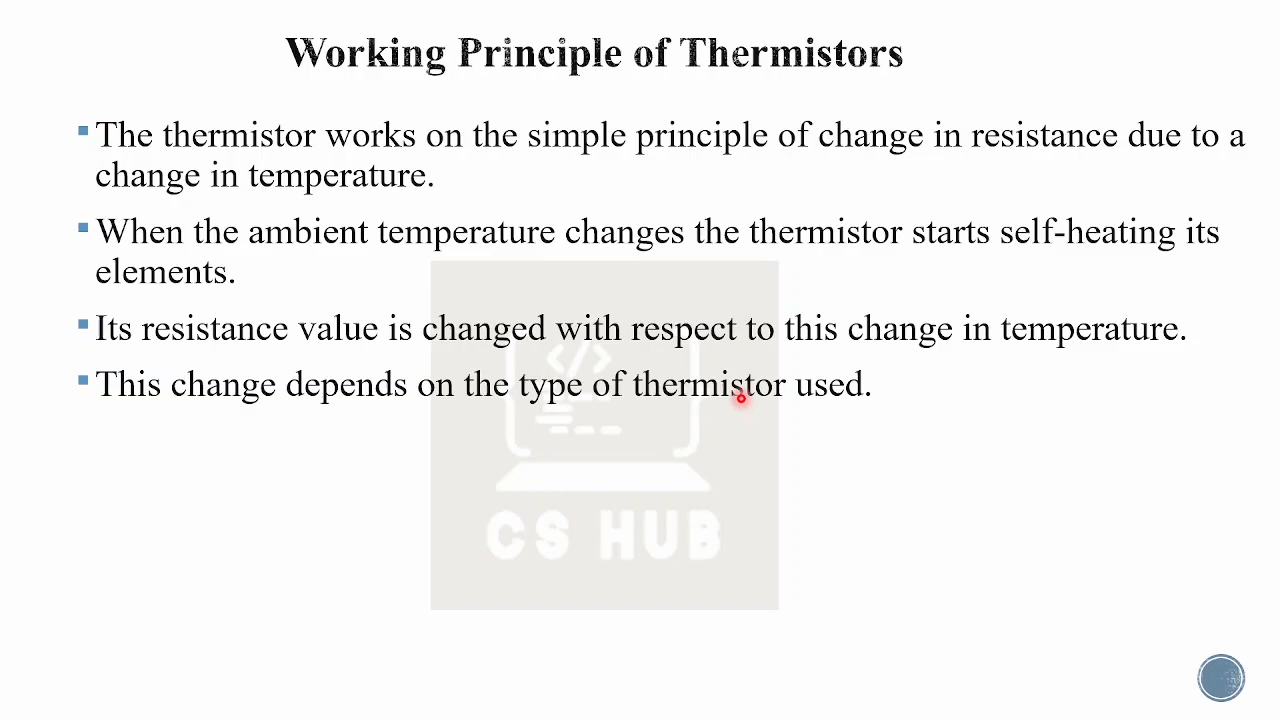 Working Principle of Thermistors
The thermistor works on the simple principle of change in resistance due to a
change in temperature.
When the ambient temperature changes the thermistor starts self-heating its
elements.
Its resistance value is changed with respect to this change in temperature.
This change depends on the type of thermistor used.
</>
CS HUB